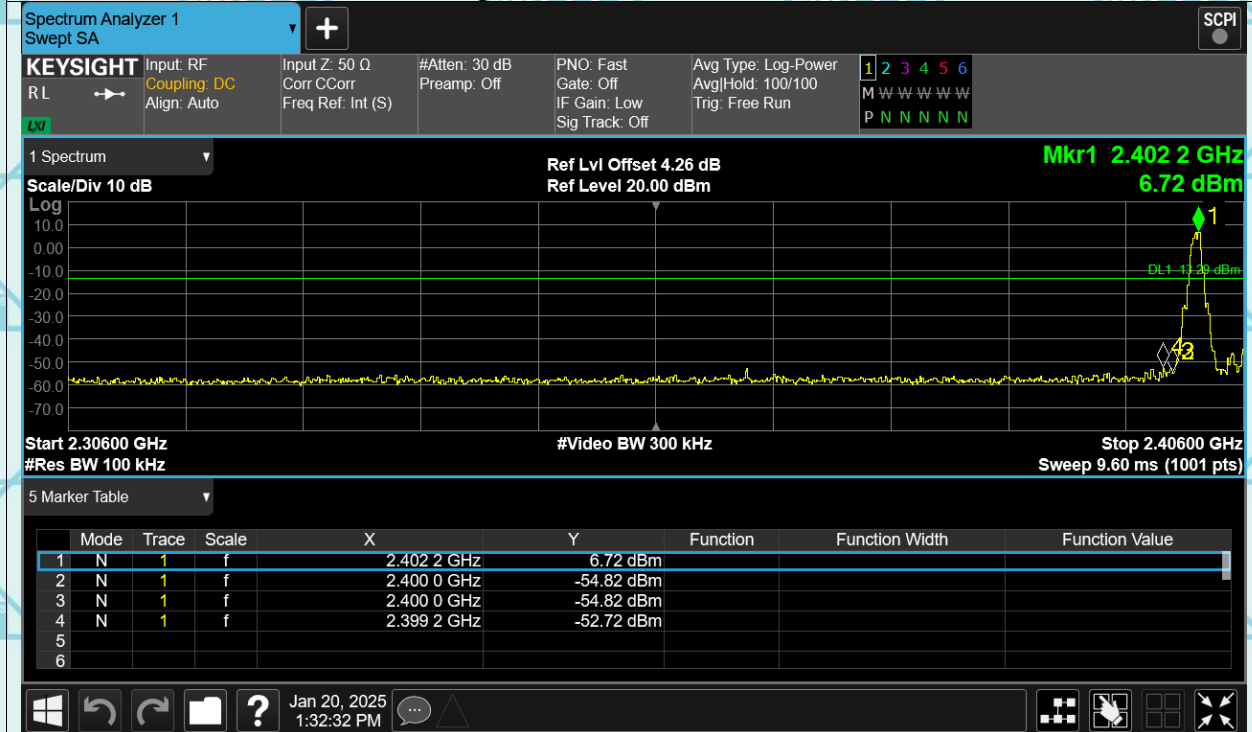 Spectrum Analyzer 1
Swept SA
+
SCPI
KEYSIGHT
RL
LXI
Input: RF
Coupling: DC
Align: Auto
Input Z: 50 Ω
Corr CCorr
Freq Ref: Int (S)
#Atten: 30 dB
Preamp: Off
PNO: Fast
Gate: Off
IF Gain: Low
Sig Track: Off
Avg Type: Log-Power
Avg|Hold: 100/100
Trig: Free Run
1 2 3 4 5 6
M W W W W W
P N N N N N
1 Spectrum
Scale/Div 10 dB
Ref Lvl Offset 4.26 dB
Ref Level 20.00 dBm
Mkr1 2.402 2 GHz
6.72 dBm
Log
10.0
0.00
-10.0
-20.0
-30.0
-40.0
-50.0
-60.0
-70.0
1
DL1 -13.29 dBm
Start 2.30600 GHz
#Res BW 100 kHz
#Video BW 300 kHz
Stop 2.40600 GHz
Sweep 9.60 ms (1001 pts)
5 Marker Table
Mode Trace Scale X Y Function Function Width Function Value
1 N 1 f 2.402 2 GHz 6.72 dBm
2 N 1 f 2.400 0 GHz -54.82 dBm
3 N 1 f 2.400 0 GHz -54.82 dBm
4 N 1 f 2.399 2 GHz -52.72 dBm
5
6
?
Jan 20, 2025
1:32:32 PM